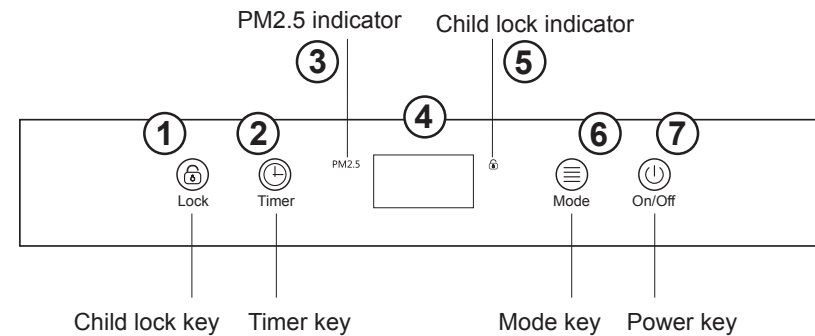 PM2.5 indicator
Child lock indicator
3
5
4
1
2
6
7
PM2.5
Lock
Timer
Mode
On/Off
Child lock key
Timer key
Mode key
Power key